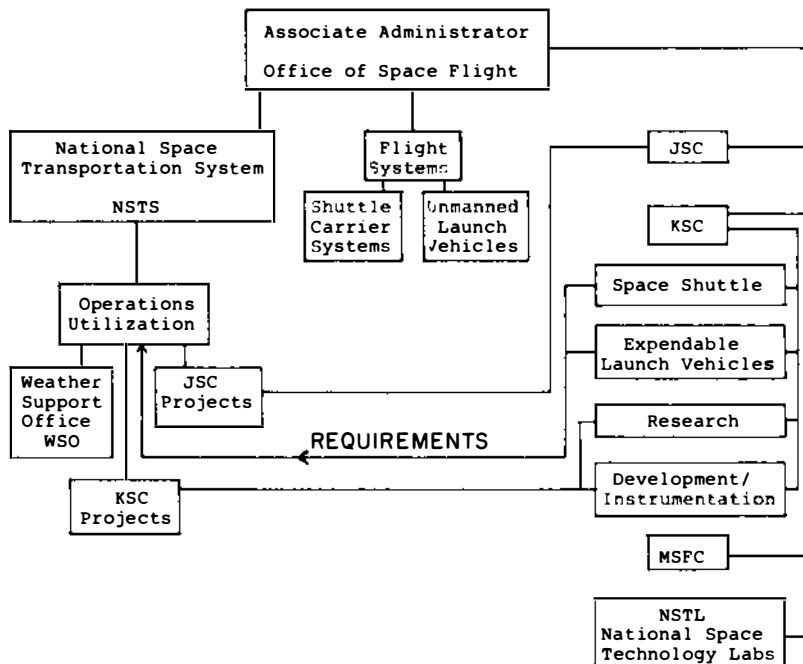 Associate Administrator
Office of Space Flight
National Space
Transportation System
NSTS
Flight
Systems
JSC
Shuttle
Carrier
Systems
Unmanned
Launch
Vehicles
KSC
Space Shuttle
Operations
Utilization
Expendable
Launch Vehicles
Weather
Support
Office
WSO
JSC
Projects
Research
REQUIREMENTS
KSC
Projects
Development/
Instrumentation
MSFC
NSTL
National Space
Technology Labs